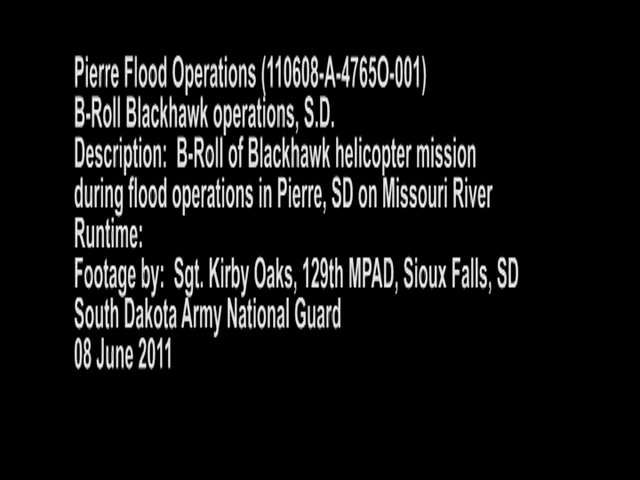 Pierre Flood Operations (110608-A-4765O-001)
B-Roll Blackhawk operations, S.D.
Description:  B-Roll of Blackhawk helicopter mission
during flood operations in Pierre, SD on Missouri River
Runtime:
Footage by:  Sgt. Kirby Oaks, 129th MPAD, Sioux Falls, SD
South Dakota Army National Guard
08 June 2011